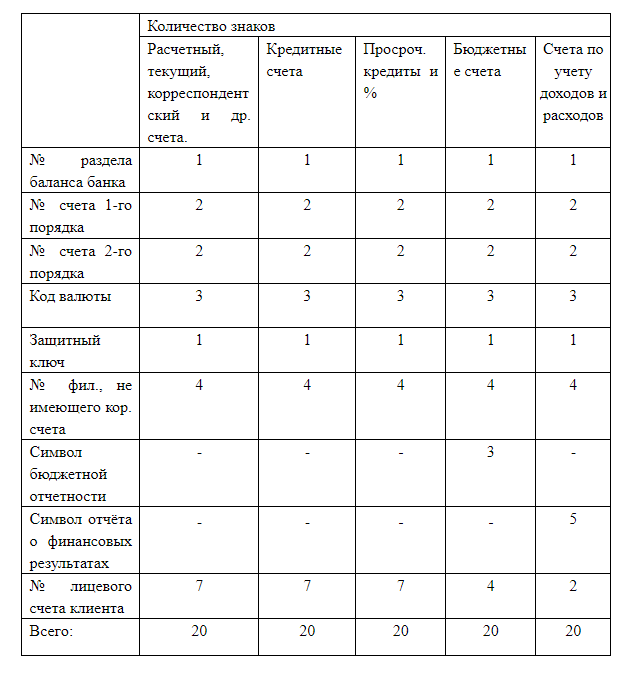 Количество знаков
Расчетный,
текущий,
корреспондент
ский и др.
счета.
Кредитные
счета
Просроч.
кредиты и
%
Бюджетны
е счета
Счета по
учету
доходов и
расходов
№ раздела
баланса банка
1 1 1 1 1
№ счета 1-го
порядка
2 2 2 2 2
№ счета 2-го
порядка
2 2 2 2 2
Код валюты
3 3 3 3 3
Защитный
ключ
1 1 1 1 1
№ фил., не
имеющего кор.
счета
4 4 4 4 4
Символ
бюджетной
отчетности
- - - 3 -
Символ отчёта
о финансовых
результатах
- - - - 5
№ лицевого
счета клиента
7 7 7 4 2
Всего:
20 20 20 20 20